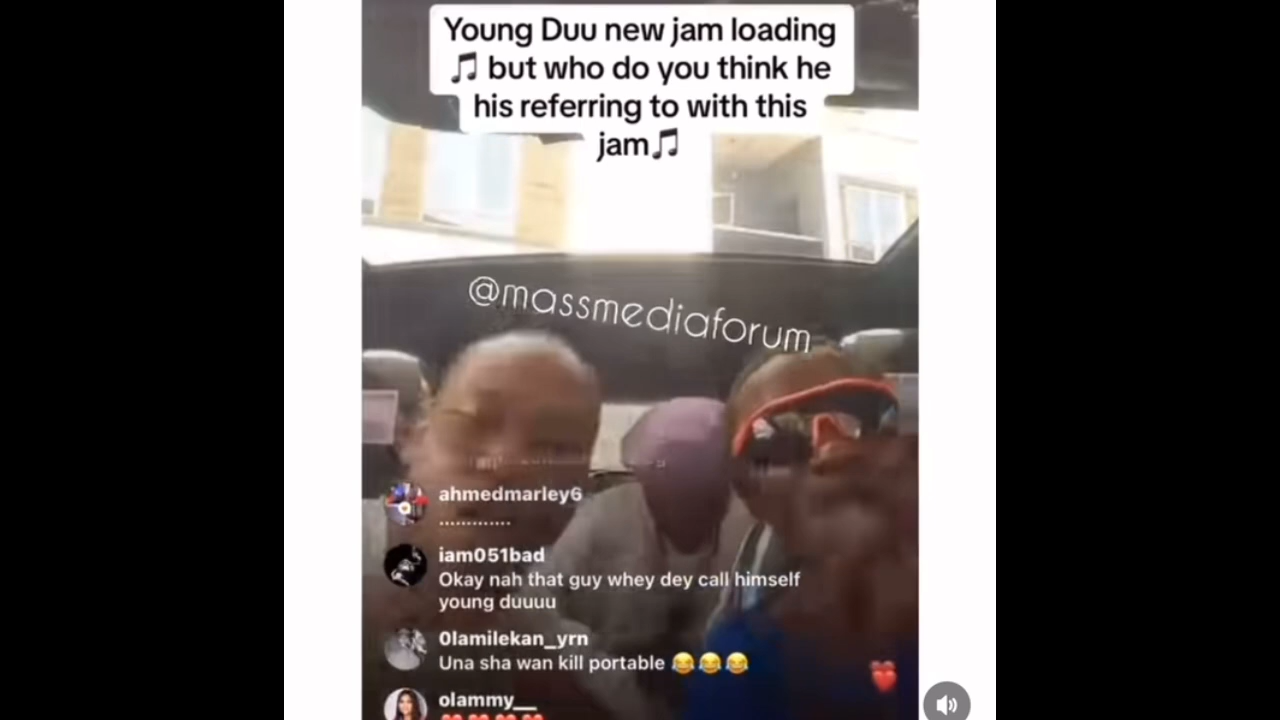 Young Duu new jam loading
🎵 but who do you think he
his referring to with this
jam🎵
@massmediaforum
ahmedmarley6
.............
iam051bad
Okay nah that guy whey dey call himself
young duuuu
0lamilekan_yrn
Una sha wan kill portable 😂😂😂
olammy__
❤️❤️❤️❤️